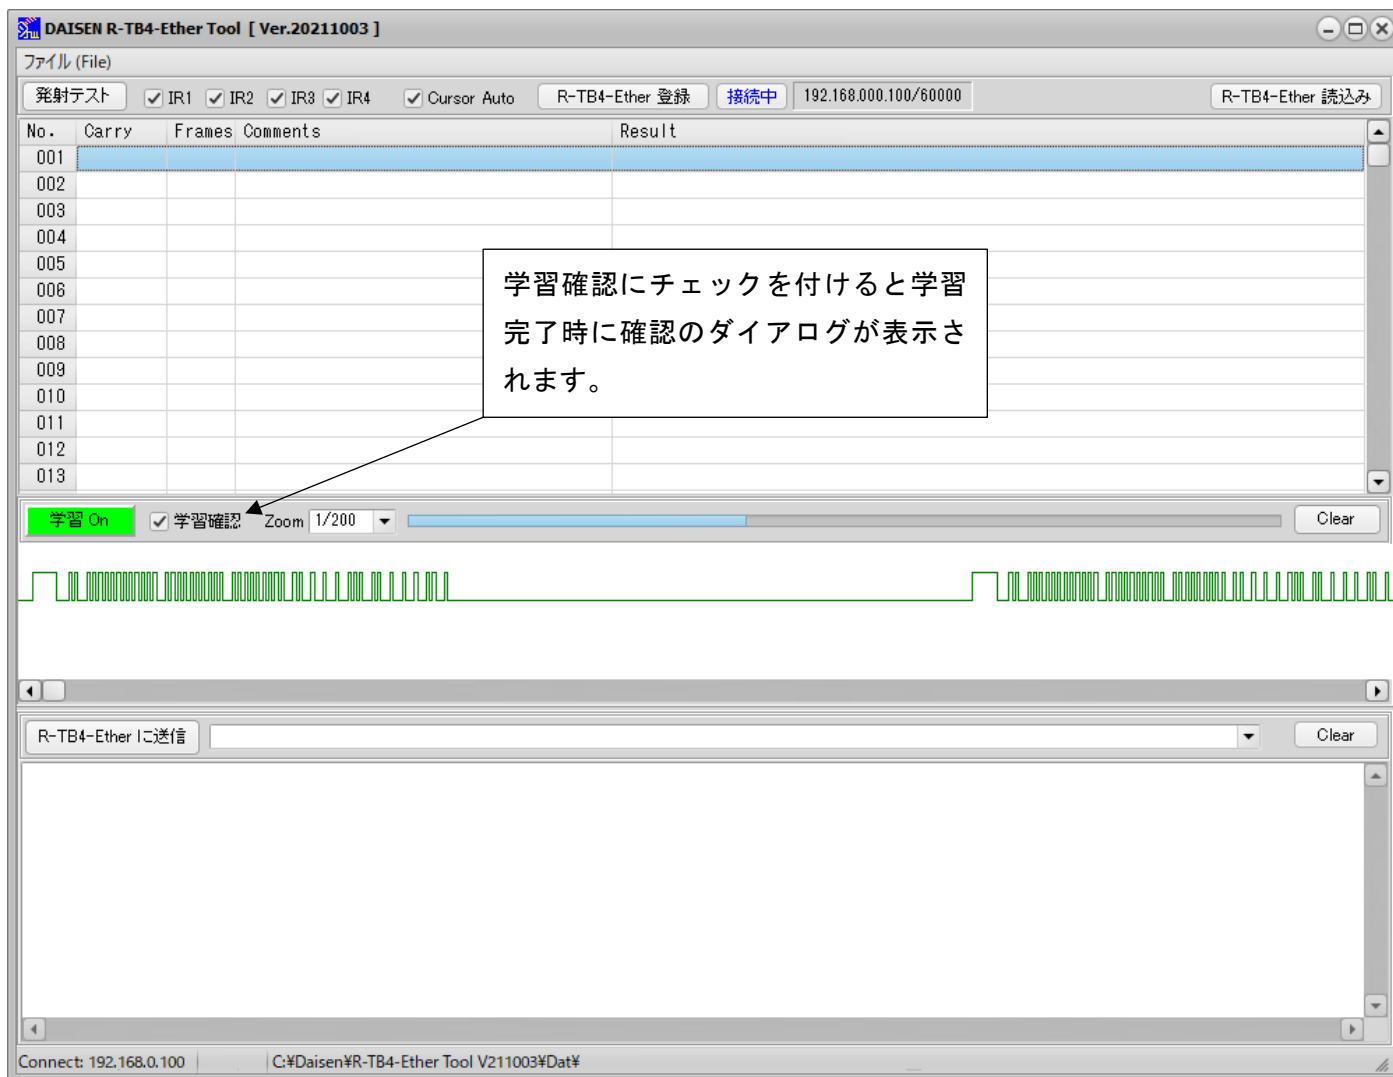 DAISEN R-TB4-Ether Tool [ Ver.20211003 ]
ファイル (File)
発射テスト IR1 IR2 IR3 IR4 Cursor Auto R-TB4-Ether 登録 接続中 192.168.000.100/60000 R-TB4-Ether 読込み
No. Carry Frames Comments Result
001
002
003
004
005
006
007
008
009
010
011
012
013
学習確認にチェックを付けると学習
完了時に確認のダイアログが表示さ
れます。
学習 On 学習確認 Zoom 1/200 Clear
R-TB4-Ether に送信 Clear
Connect: 192.168.0.100 C:¥Daisen¥R-TB4-Ether Tool V211003¥Dat¥